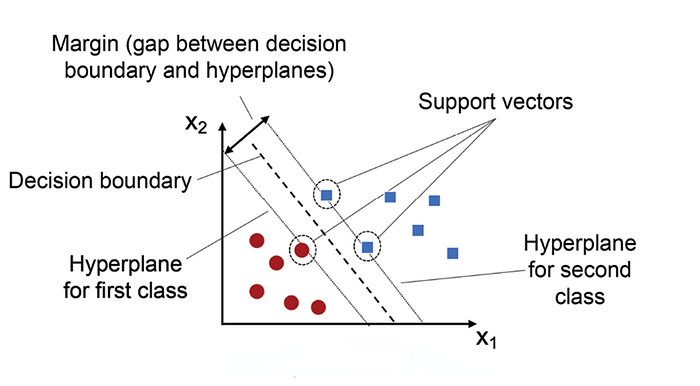 Margin (gap between decision
boundary and hyperplanes)
Support vectors
x₂
Decision boundary
Hyperplane
for first class
Hyperplane
for second
class
x₁